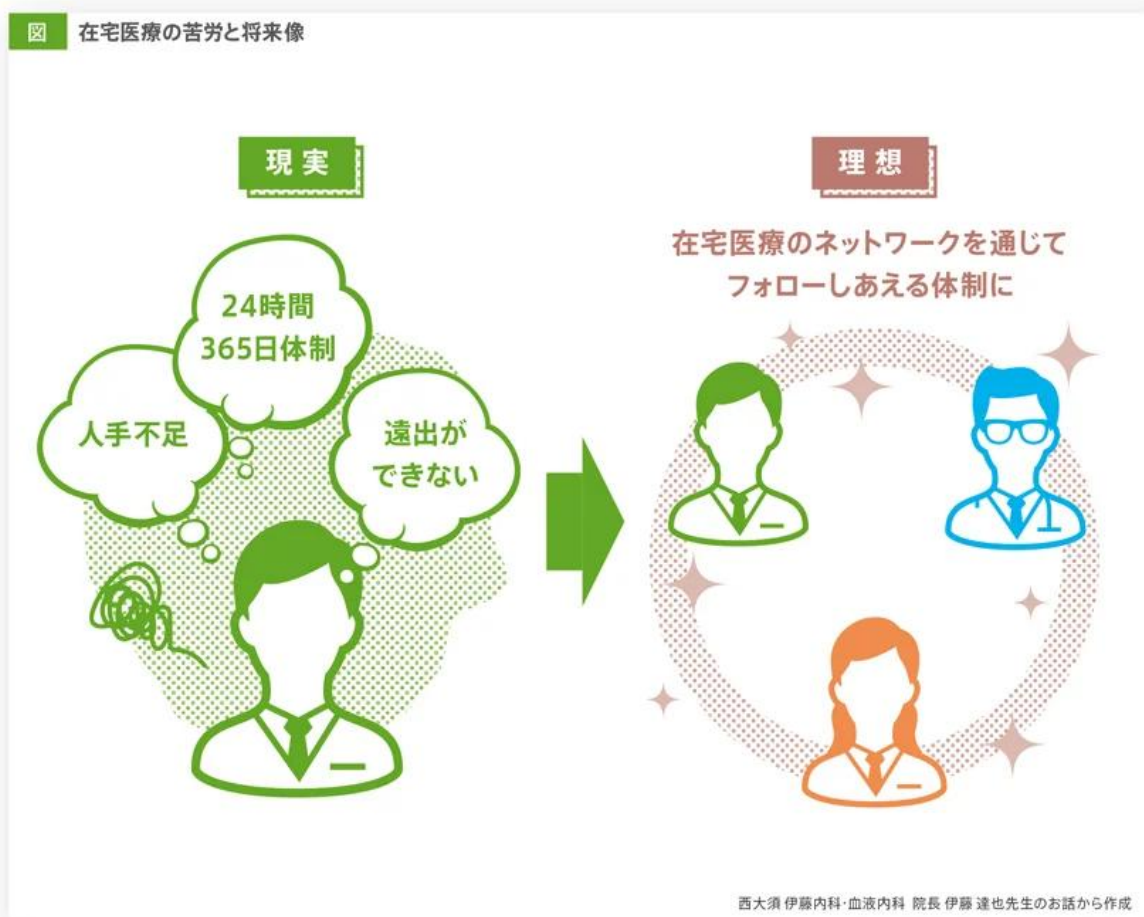 図 在宅医療の苦労と将来像
現実
24時間
365日体制
人手不足
遠出が
できない
理想
在宅医療のネットワークを通じて
フォローしあえる体制に
西大須 伊藤内科・血液内科 院長 伊藤 達也先生のお話から作成